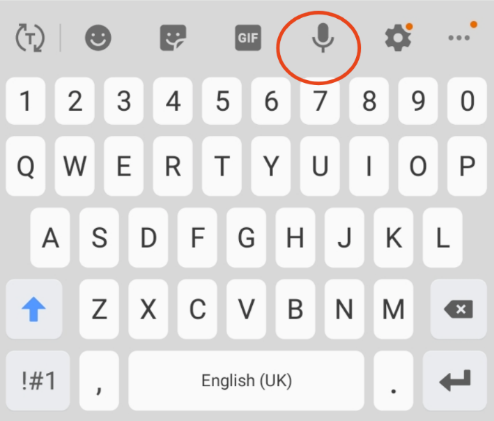 T GIF
1 2 3 4 5 6 7 8 9 0
Q W E R T Y U I O P
A S D F G H J K L
Z X C V B N M
!#1 , English (UK) .